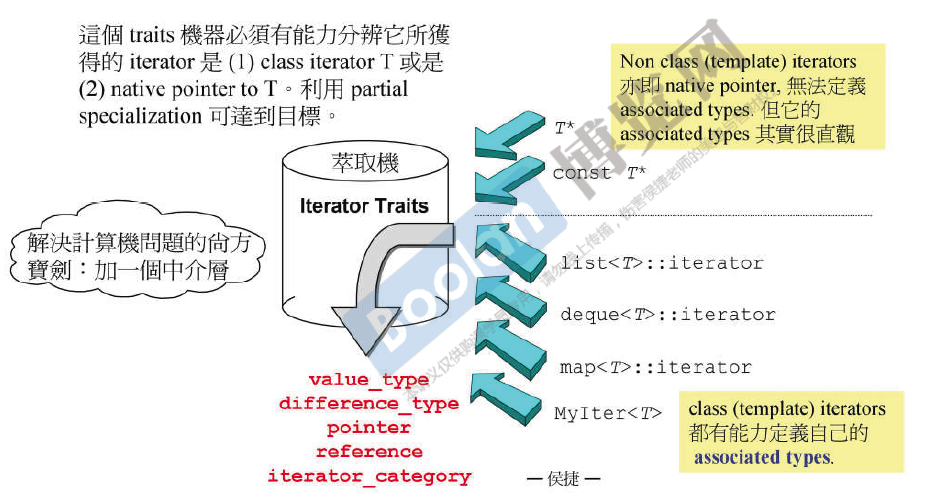 這個 traits 機器必須有能力分辨它所獲
得的 iterator 是 (1) class iterator T 或是
(2) native pointer to T。利用 partial
specialization 可達到目標。
Non class (template) iterators
亦即 native pointer, 無法定義
associated types. 但它的
associated types 其實很直觀
T*
const T*
萃取機
Iterator Traits
解決計算機問題的尚方
寶劍：加一個中介層
list<T>::iterator
deque<T>::iterator
map<T>::iterator
MyIter<T>
value_type
difference_type
pointer
reference
iterator_category
class (template) iterators
都有能力定義自己的
associated types.
— 侯捷 —
Boolan 博览网